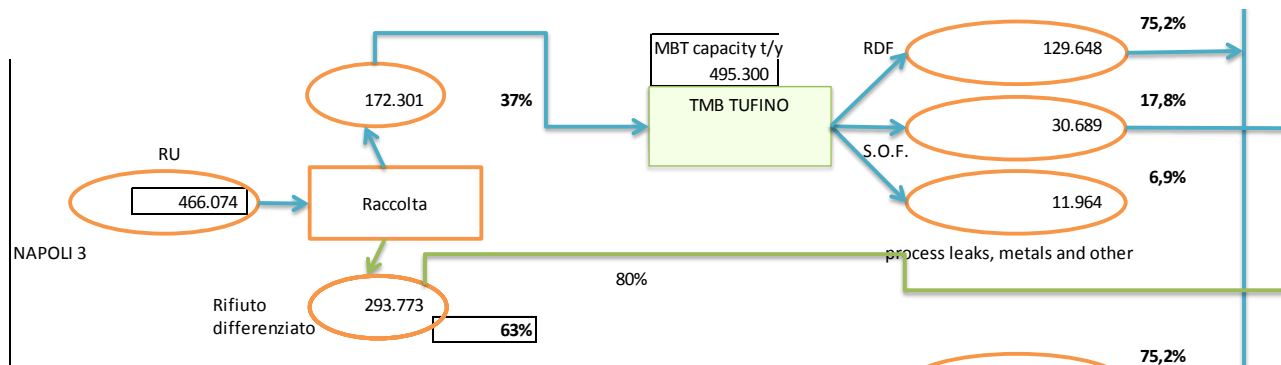 75,2%
MBT capacity t/y
495.300
RDF
129.648
172.301
37%
TMB TUFINO
17,8%
30.689
S.O.F.
RU
6,9%
466.074
Raccolta
11.964
NAPOLI 3
process leaks, metals and other
80%
Rifiuto
differenziato
293.773
63%
75,2%